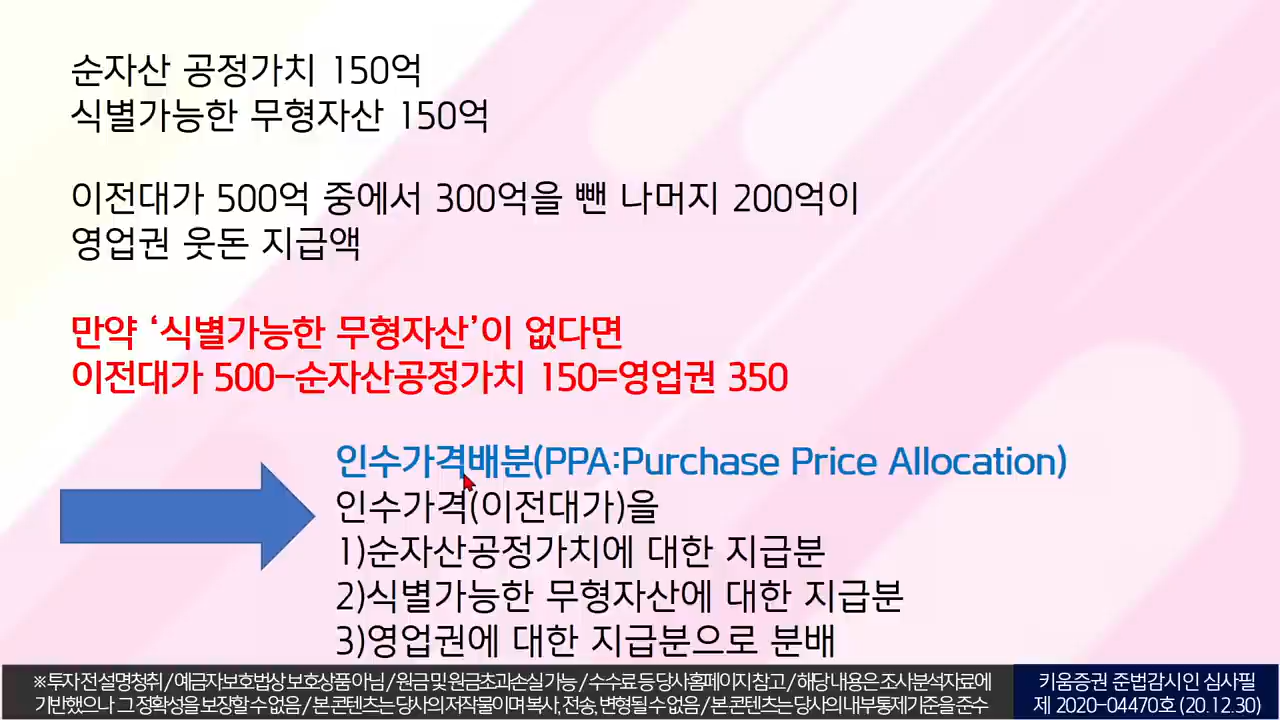 순자산 공정가치 150억
식별가능한 무형자산 150억
이전대가 500억 중에서 300억을 뺀 나머지 200억이
영업권 웃돈 지급액
만약 ‘식별가능한 무형자산’이 없다면
이전대가 500-순자산공정가치 150=영업권 350
인수가격배분(PPA:Purchase Price Allocation)
인수가격(이전대가)을
1)순자산공정가치에 대한 지급분
2)식별가능한 무형자산에 대한 지급분
3)영업권에 대한 지급분으로 분배
※ 투자 전 설명청취 / 예금자보호법상 보호상품 아님 / 원금 및 원금초과손실 가능 / 수수료 등 당사홈페이지 참고 / 해당 내용은 조사분석자료에
기반했으나 그 정확성을 보장할 수 없음 / 본 콘텐츠는 당사의 저작물이며 복사, 전송, 변형될 수 없음 / 본 콘텐츠는 당사의 내부통제기준을 준수
키움증권 준법감시인 심사필
제 2020-04470호 (20.12.30)